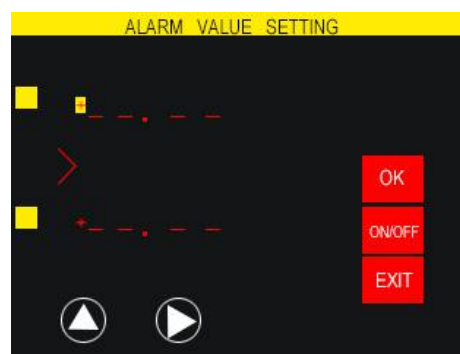 ALARM VALUE SETTING
+_ _ . _ _
>
OK
+_ _ . _ _
ON/OFF
EXIT